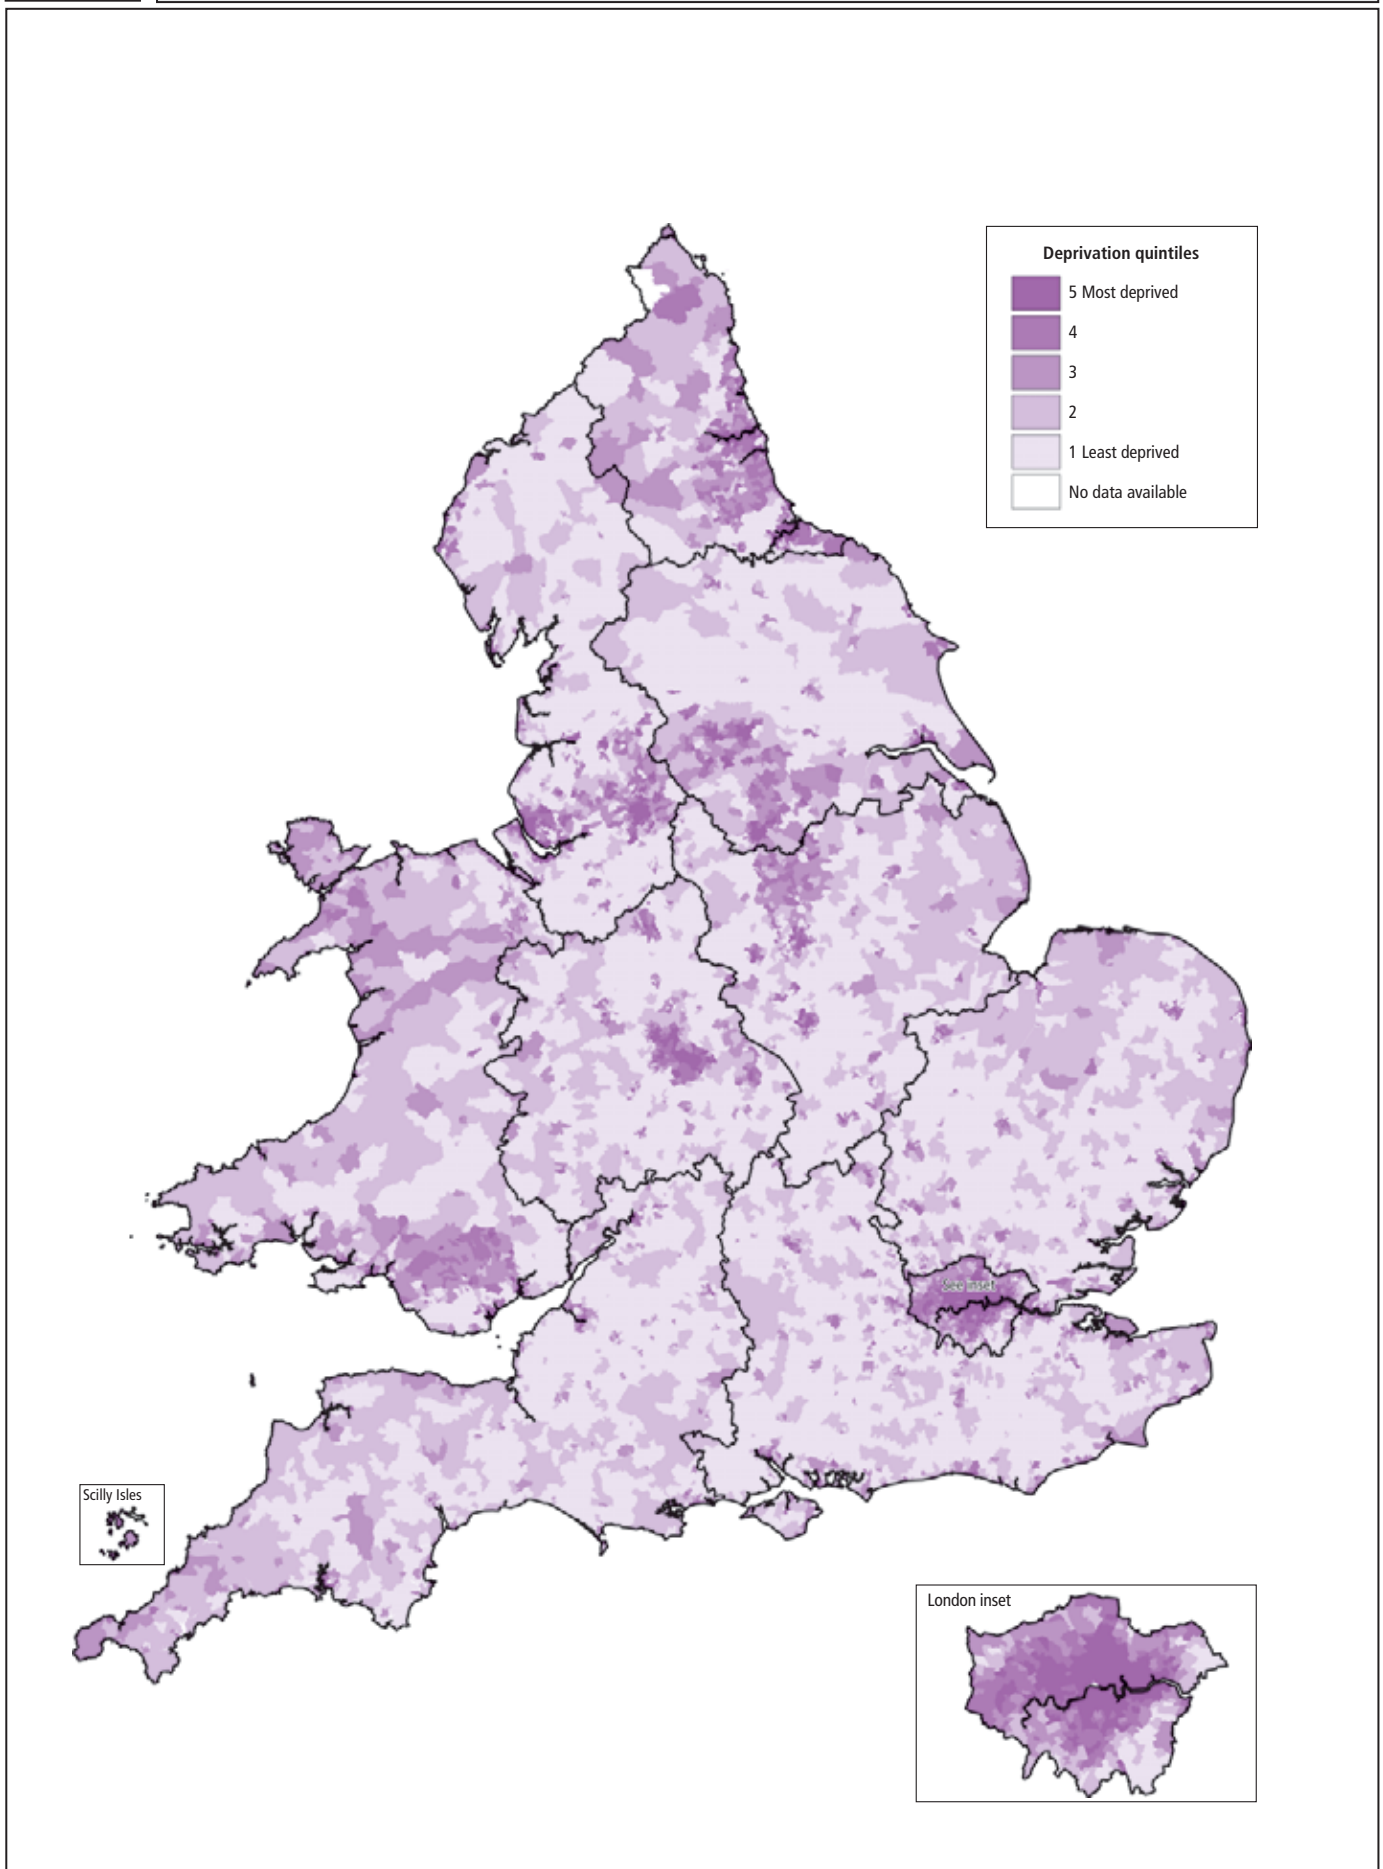 Deprivation quintiles
5 Most deprived
4
3
2
1 Least deprived
No data available
See inset
Scilly Isles
London inset